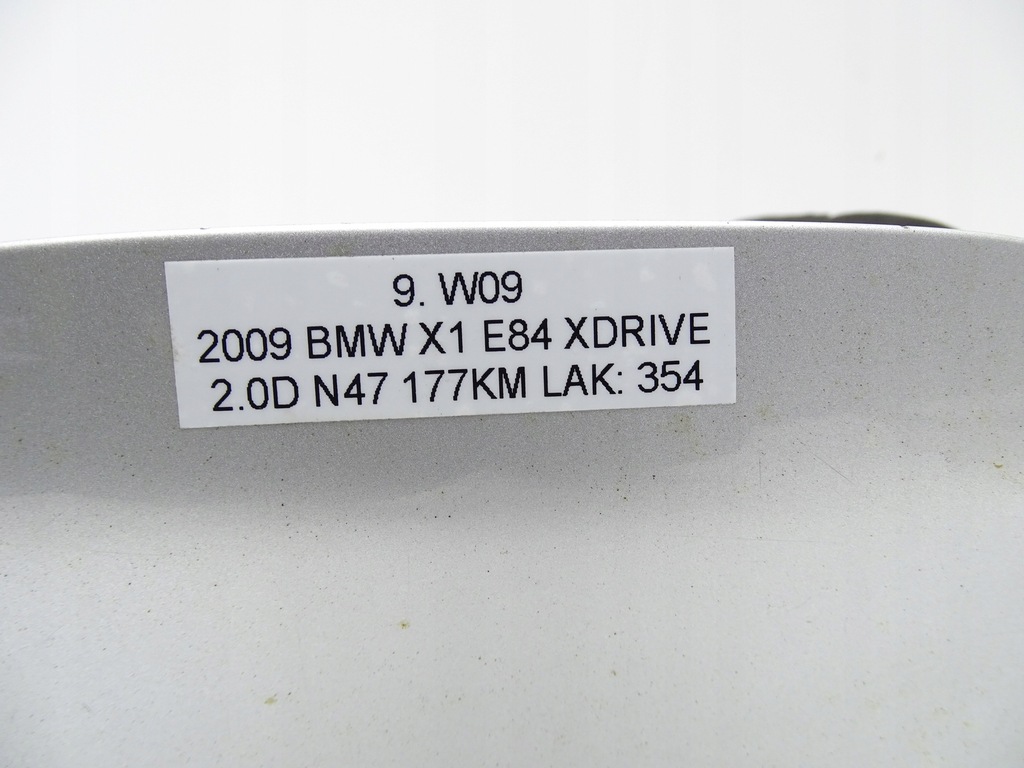 9. W09
2009 BMW X1 E84 XDRIVE
2.0D N47 177KM LAK: 354